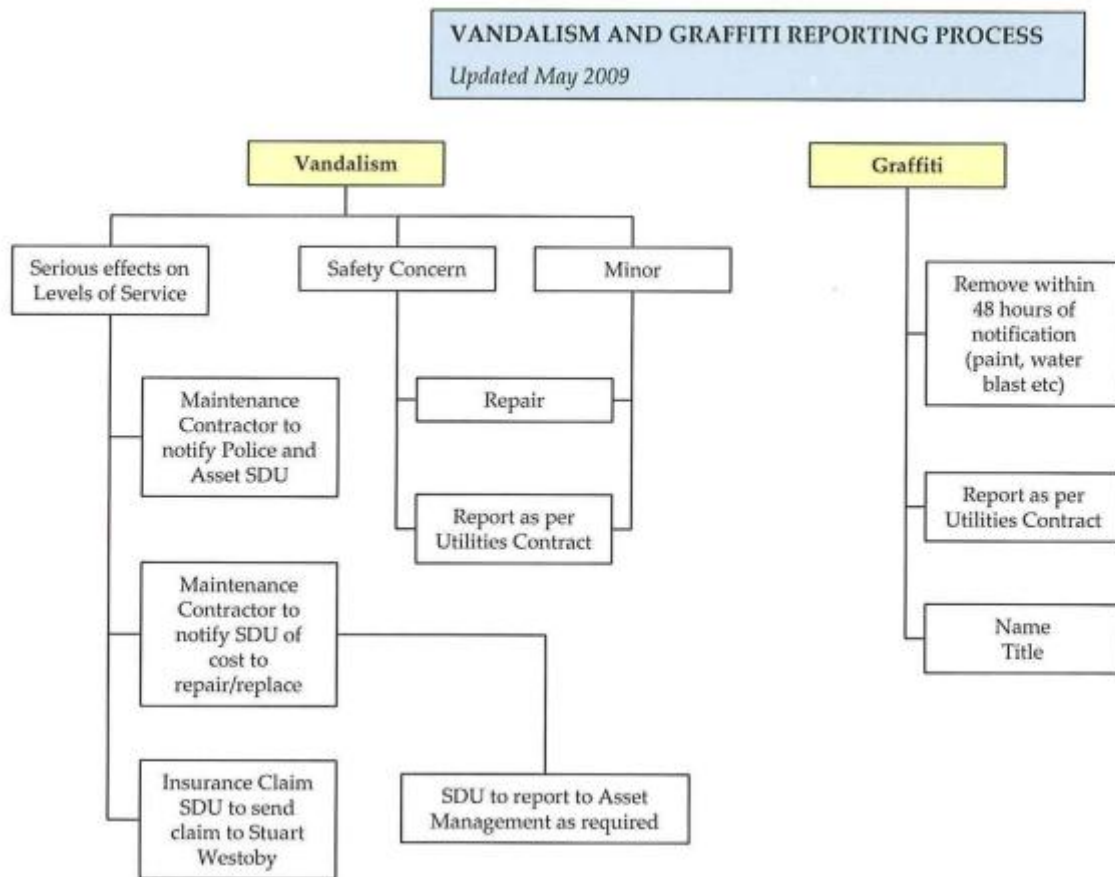 VANDALISM AND GRAFFITI REPORTING PROCESS
Updated May 2009
Vandalism
Graffiti
Serious effects on
Levels of Service
Safety Concern
Minor
Remove within
48 hours of
notification
(paint, water
blast etc)
Maintenance
Contractor to
notify Police and
Asset SDU
Repair
Report as per
Utilities Contract
Report as per
Utilities Contract
Maintenance
Contractor to
notify SDU of
cost to
repair/replace
Name
Title
Insurance Claim
SDU to send
claim to Stuart
Westoby
SDU to report to Asset
Management as required